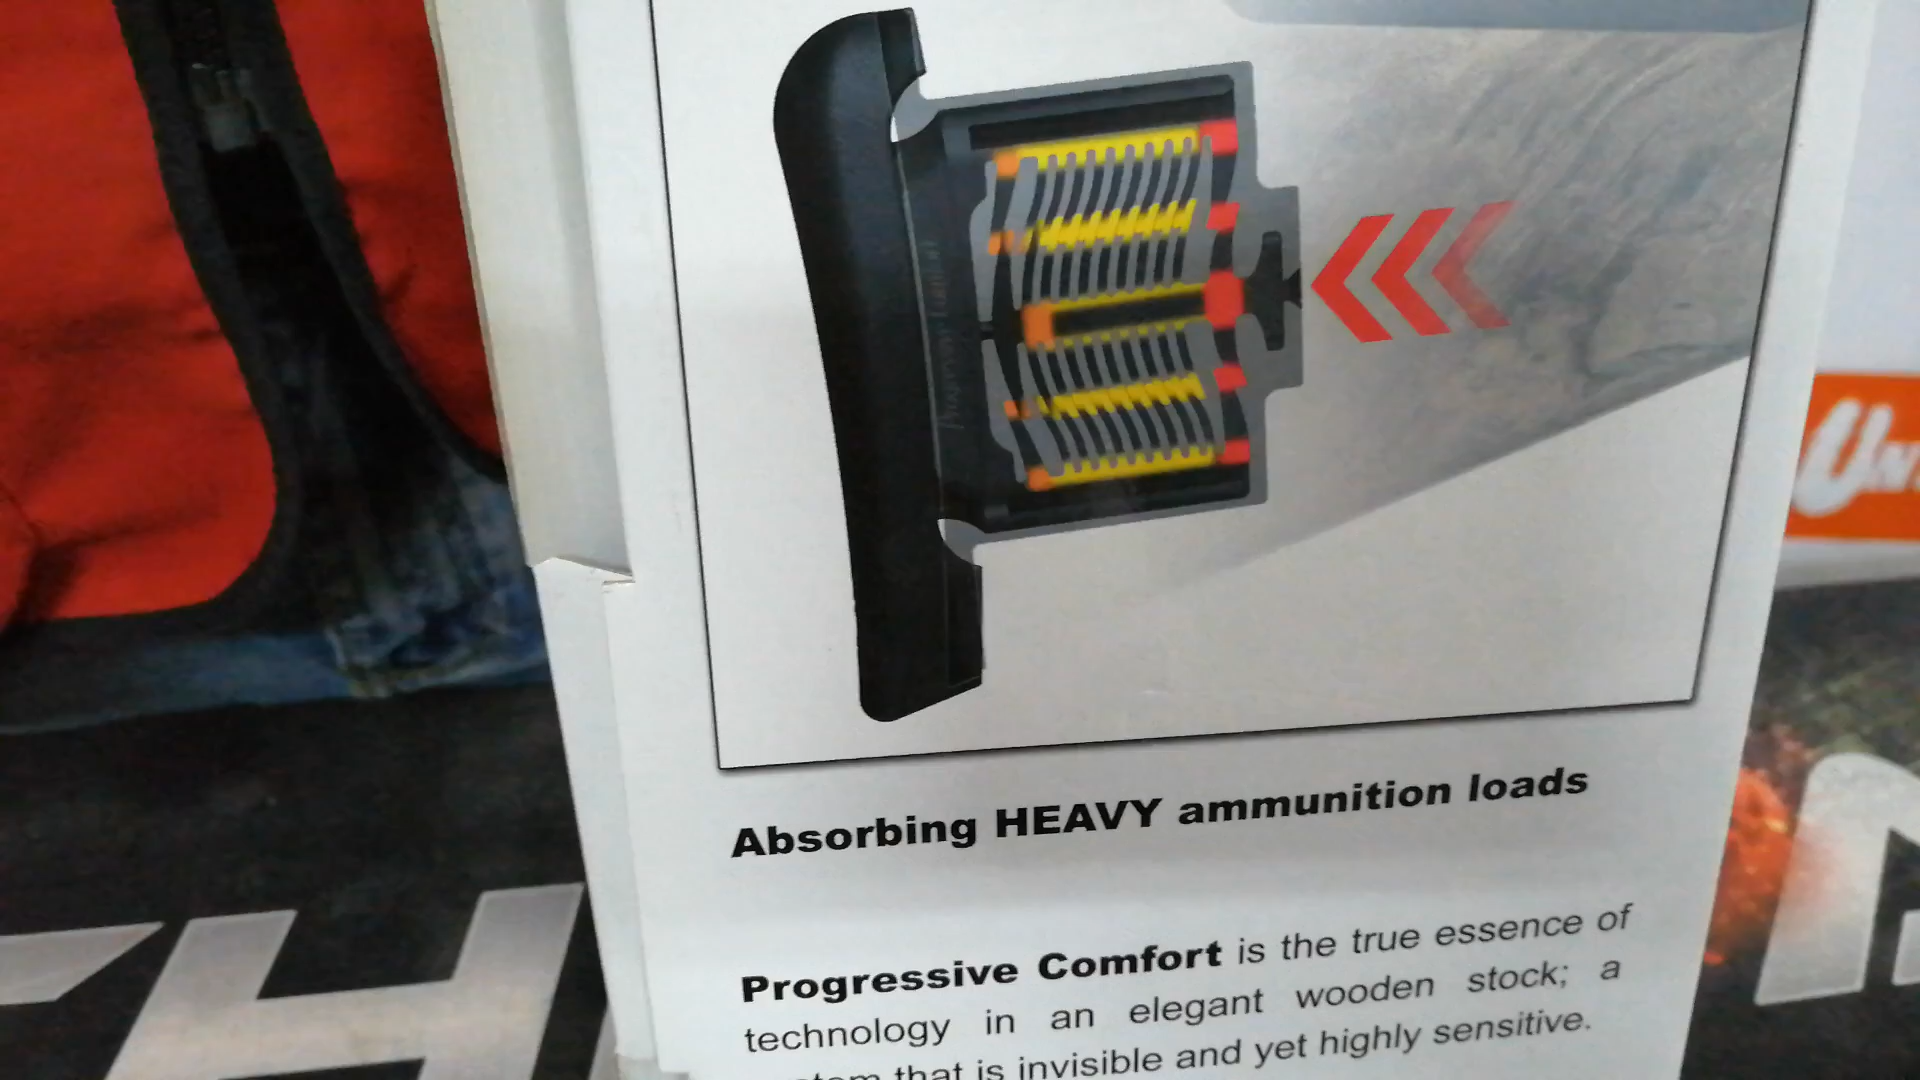 Absorbing HEAVY ammunition loads
Progressive Comfort is the true essence of
technology in an elegant wooden stock; a
that is invisible and yet highly sensitive.